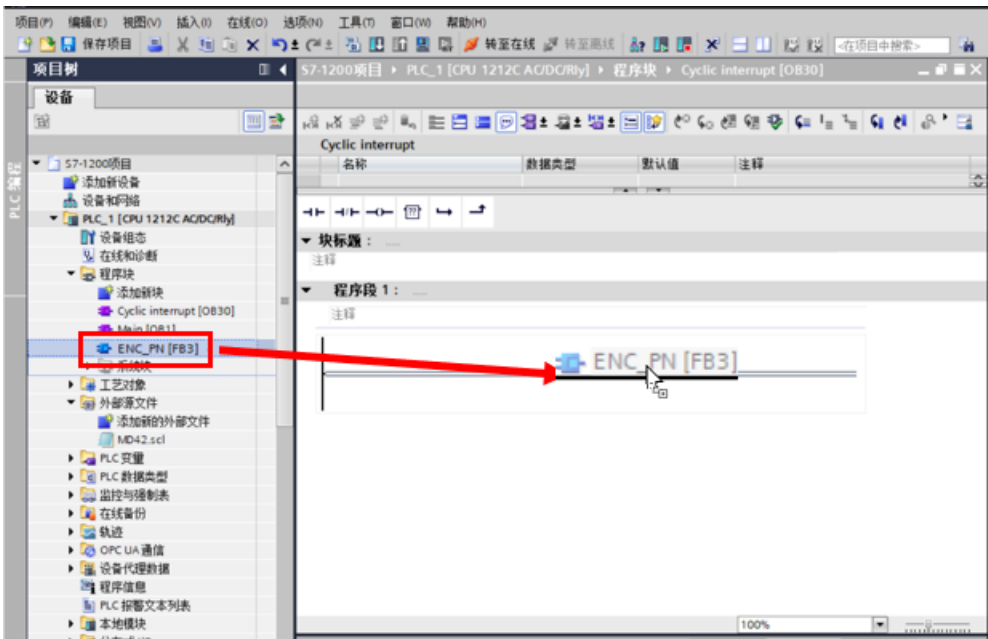 项目(P) 编辑(E) 视图(V) 插入(I) 在线(O) 选项(N) 工具(T) 窗口(W) 帮助(H)
保存项目 转至在线 转至离线 <在项目中搜索>
项目树
S7-1200项目 PLC_1 [CPU 1212C AC/DC/Rly] 程序块 Cyclic interrupt [OB30]
设备
PLC 编程
S7-1200项目
添加新设备
设备和网络
PLC_1 [CPU 1212C AC/DC/Rly]
设备组态
在线和诊断
程序块
添加新块
Cyclic interrupt [OB30]
Main [OB1]
ENC_PN [FB3]
系统块
工艺对象
外部源文件
添加新的外部文件
MD42.scl
PLC 变量
PLC 数据类型
监控与强制表
在线备份
轨迹
OPC UA 通信
设备代理数据
程序信息
PLC 报警文本列表
本地模块
Cyclic interrupt
名称 数据类型 默认值 注释
块标题：
注释
程序段 1：
注释
ENC_PN [FB3]
100%